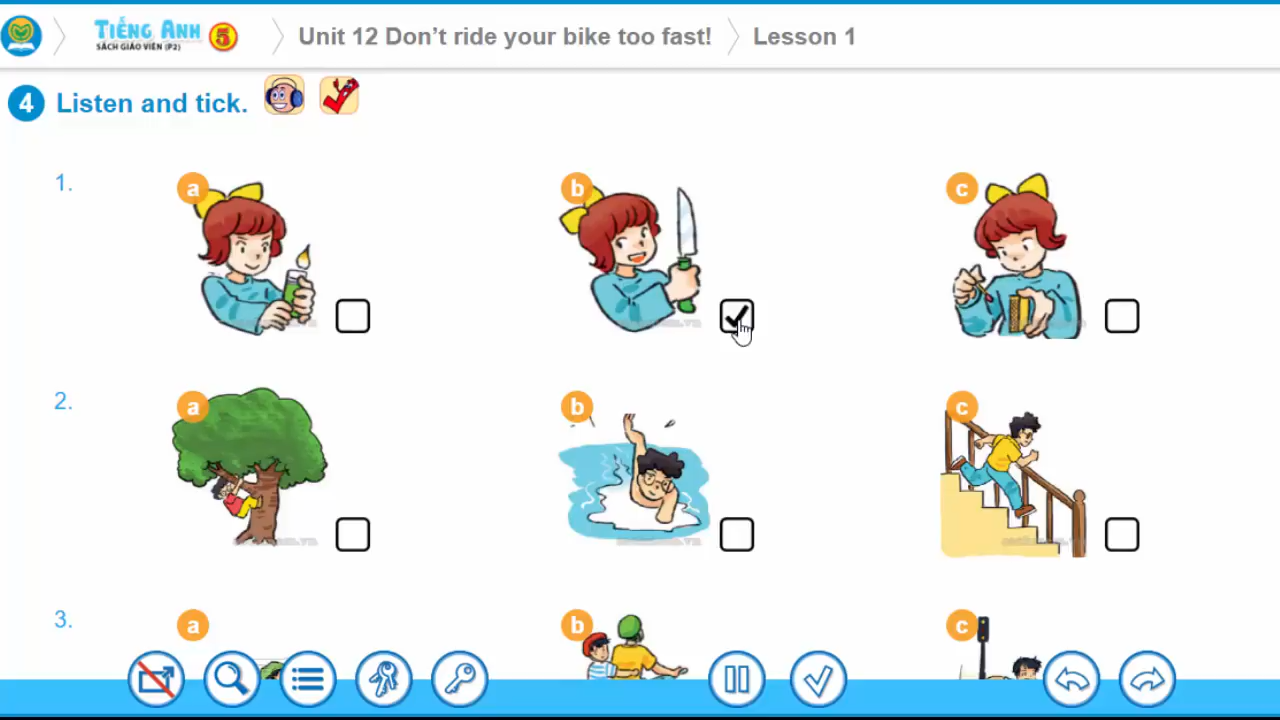 TIẾNG ANH 5
SÁCH GIÁO VIÊN (P2)
Unit 12 Don't ride your bike too fast!
Lesson 1
4 Listen and tick.
1.
a
b
c
2.
a
b
c
3.
a
b
c